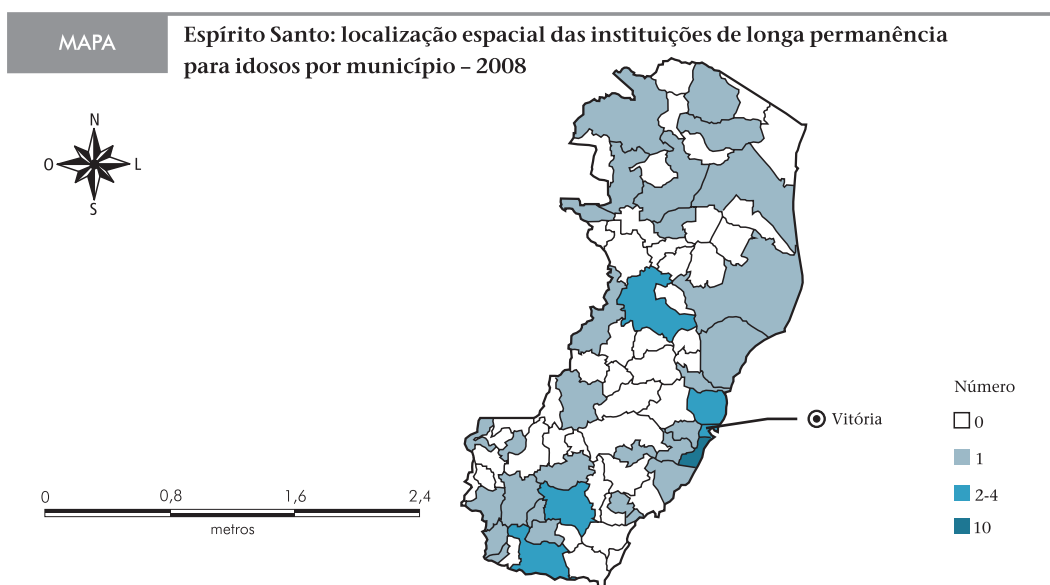 MAPA
Espírito Santo: localização espacial das instituições de longa permanência
para idosos por município – 2008
N
O L
S
Número
0
Vitória
1
2-4
10
0 0,8 1,6 2,4
metros